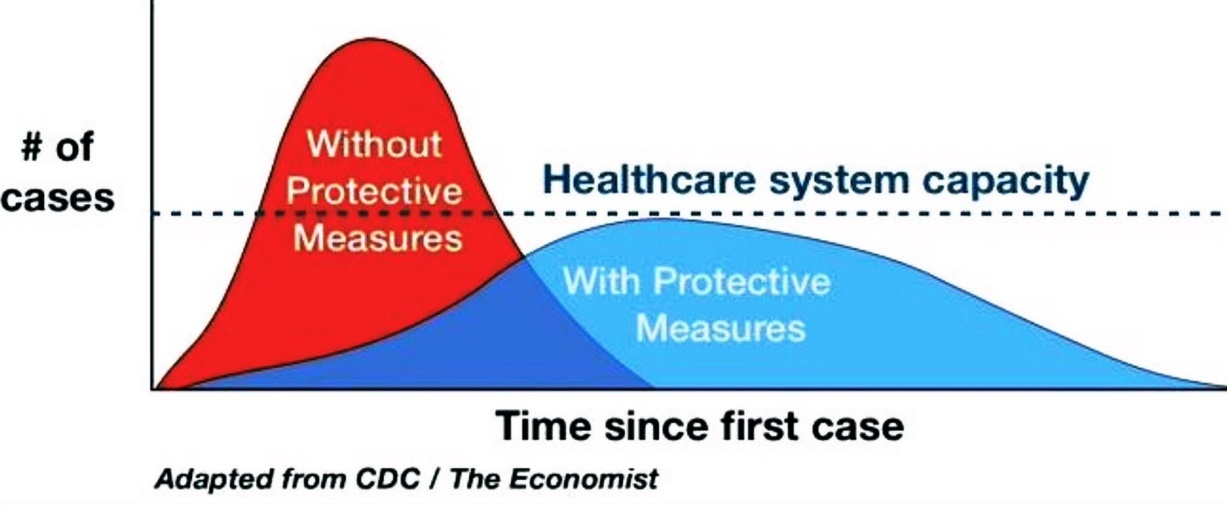 # of
cases
Without
Protective
Measures
Healthcare system capacity
With Protective
Measures
Time since first case
Adapted from CDC / The Economist